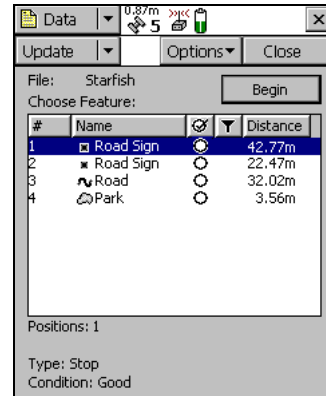 Data 0.87m 5 ×
Update Options Close
File: Starfish
Begin
Choose Feature:
# Name Distance
1 Road Sign 42.77m
2 Road Sign 22.47m
3 Road 32.02m
4 Park 3.56m
Positions: 1
Type: Stop
Condition: Good